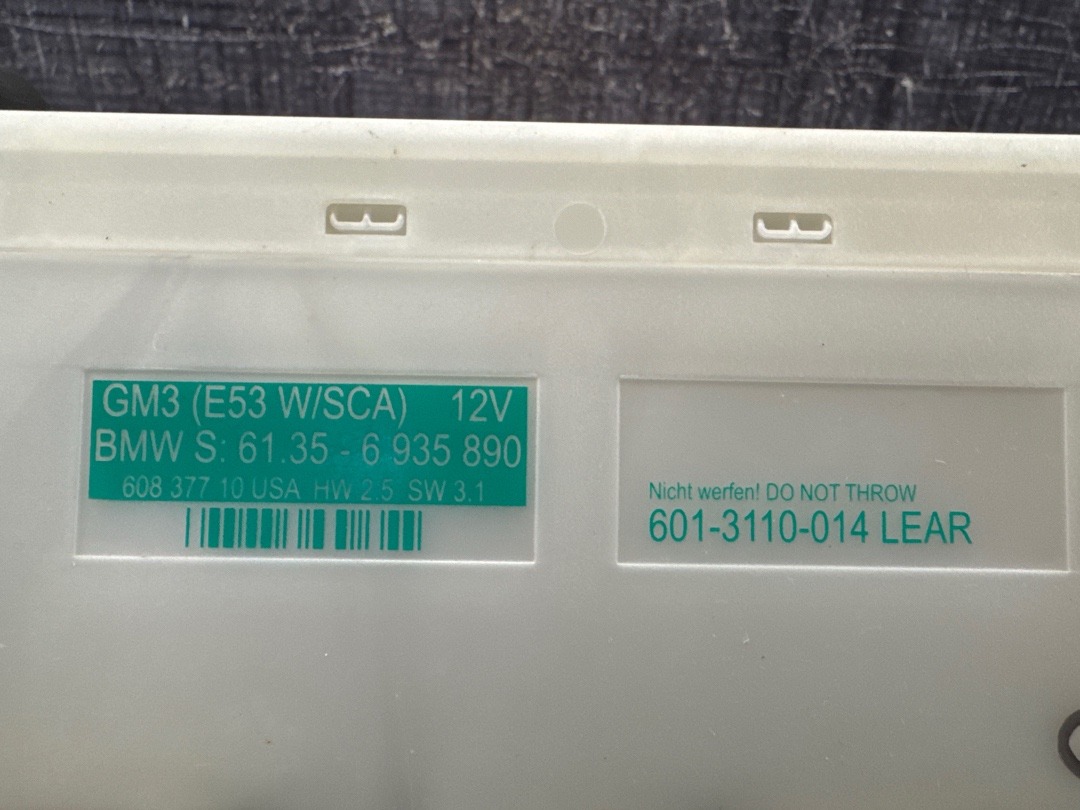 GM3 (E53 W/SCA) 12V
BMW S: 61.35 - 6 935 890
608 377 10 USA HW 2.5 SW 3.1
Nicht werfen! DO NOT THROW
601-3110-014 LEAR